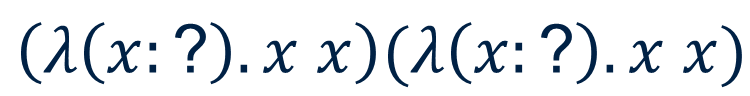 (λ(x: ?). x x)(λ(x: ?). x x)